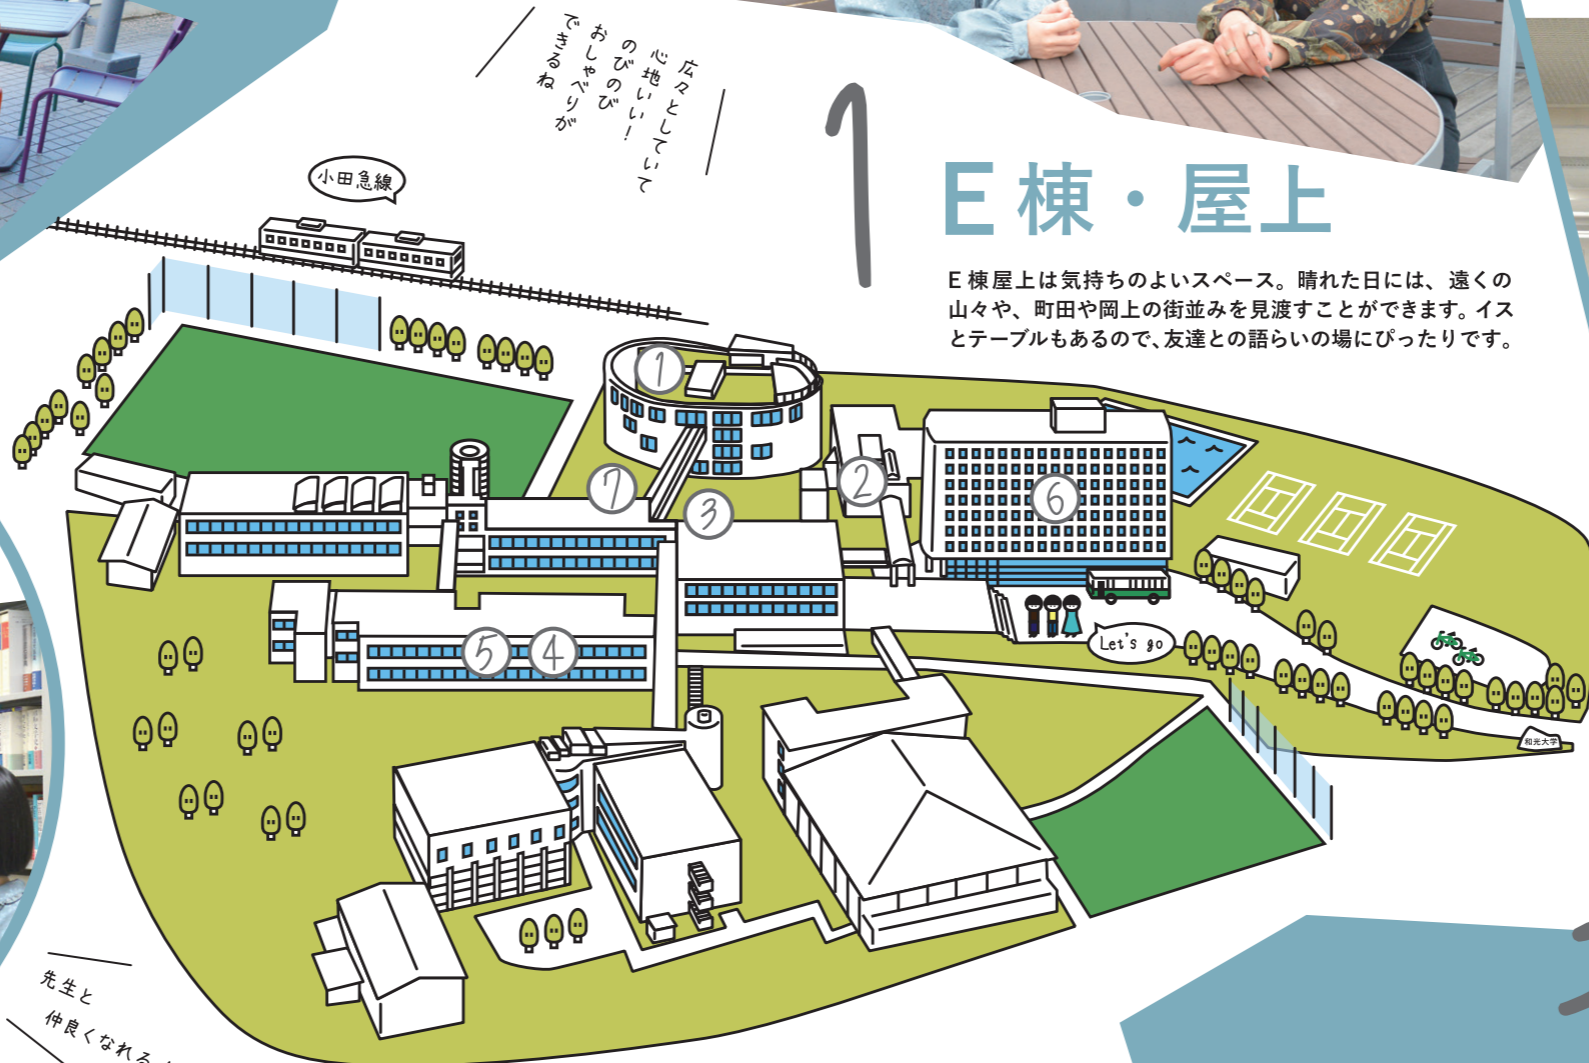 広々としていて
心地いい！
のびのび
おしゃべりが
できるね
1
E棟・屋上
E棟屋上は気持ちのよいスペース。晴れた日には、遠くの
山々や、町田や岡上の街並みを見渡すことができます。イス
とテーブルもあるので、友達との語らいの場にぴったりです。
小田急線
1
2
7
3
6
5
4
Let's go
和光大学
先生と
仲良くなれる